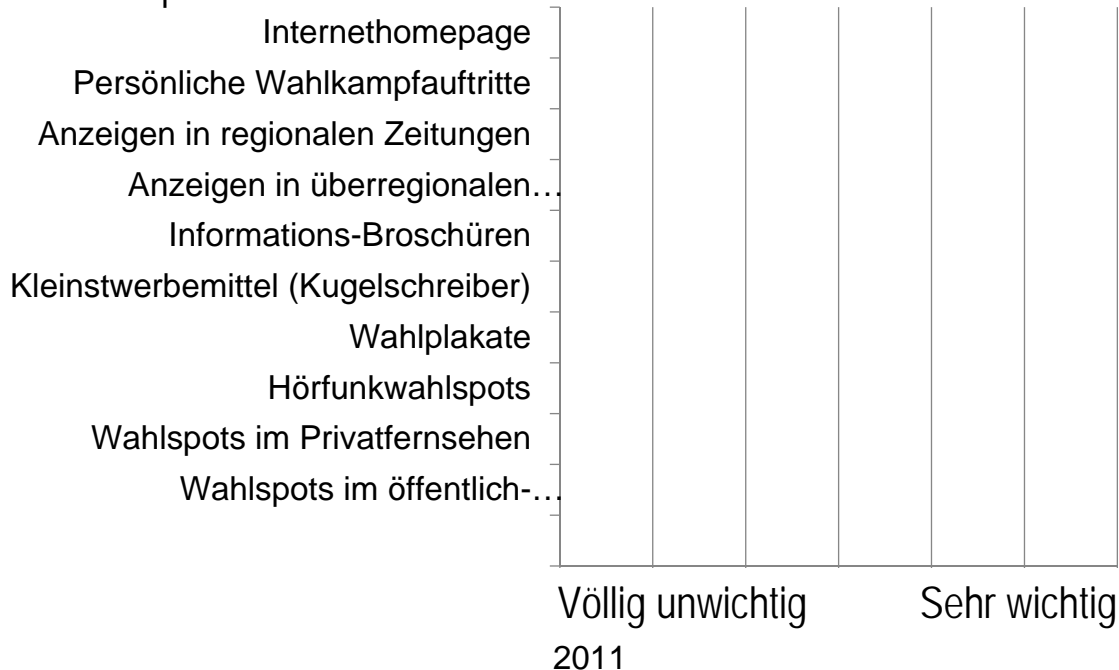 Internethomepage
Persönliche Wahlkampfauftritte
Anzeigen in regionalen Zeitungen
Anzeigen in überregionalen…
Informations-Broschüren
Kleinstwerbemittel (Kugelschreiber)
Wahlplakate
Hörfunkwahlspots
Wahlspots im Privatfernsehen
Wahlspots im öffentlich-…
Völlig unwichtig Sehr wichtig
2011